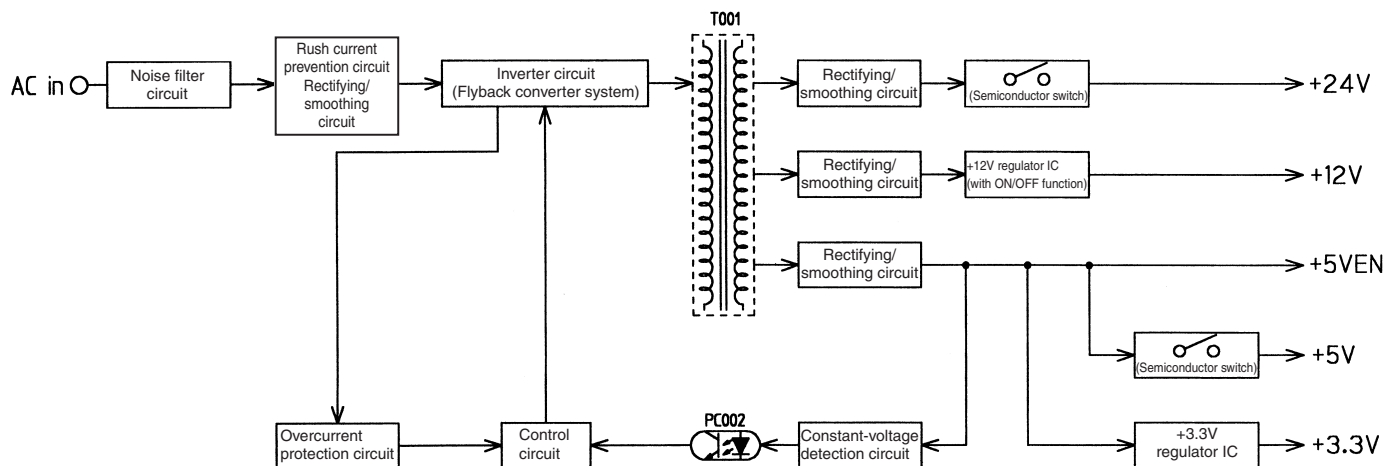 T001
AC in
Noise filter
circuit
Rush current
prevention circuit
Rectifying/
smoothing
circuit
Inverter circuit
(Flyback converter system)
Rectifying/
smoothing circuit
(Semiconductor switch)
+24V
Rectifying/
smoothing circuit
+12V regulator IC
(with ON/OFF function)
+12V
Rectifying/
smoothing circuit
+5VEN
(Semiconductor switch)
+5V
Overcurrent
protection circuit
Control
circuit
PC002
Constant-voltage
detection circuit
+3.3V
regulator IC
+3.3V